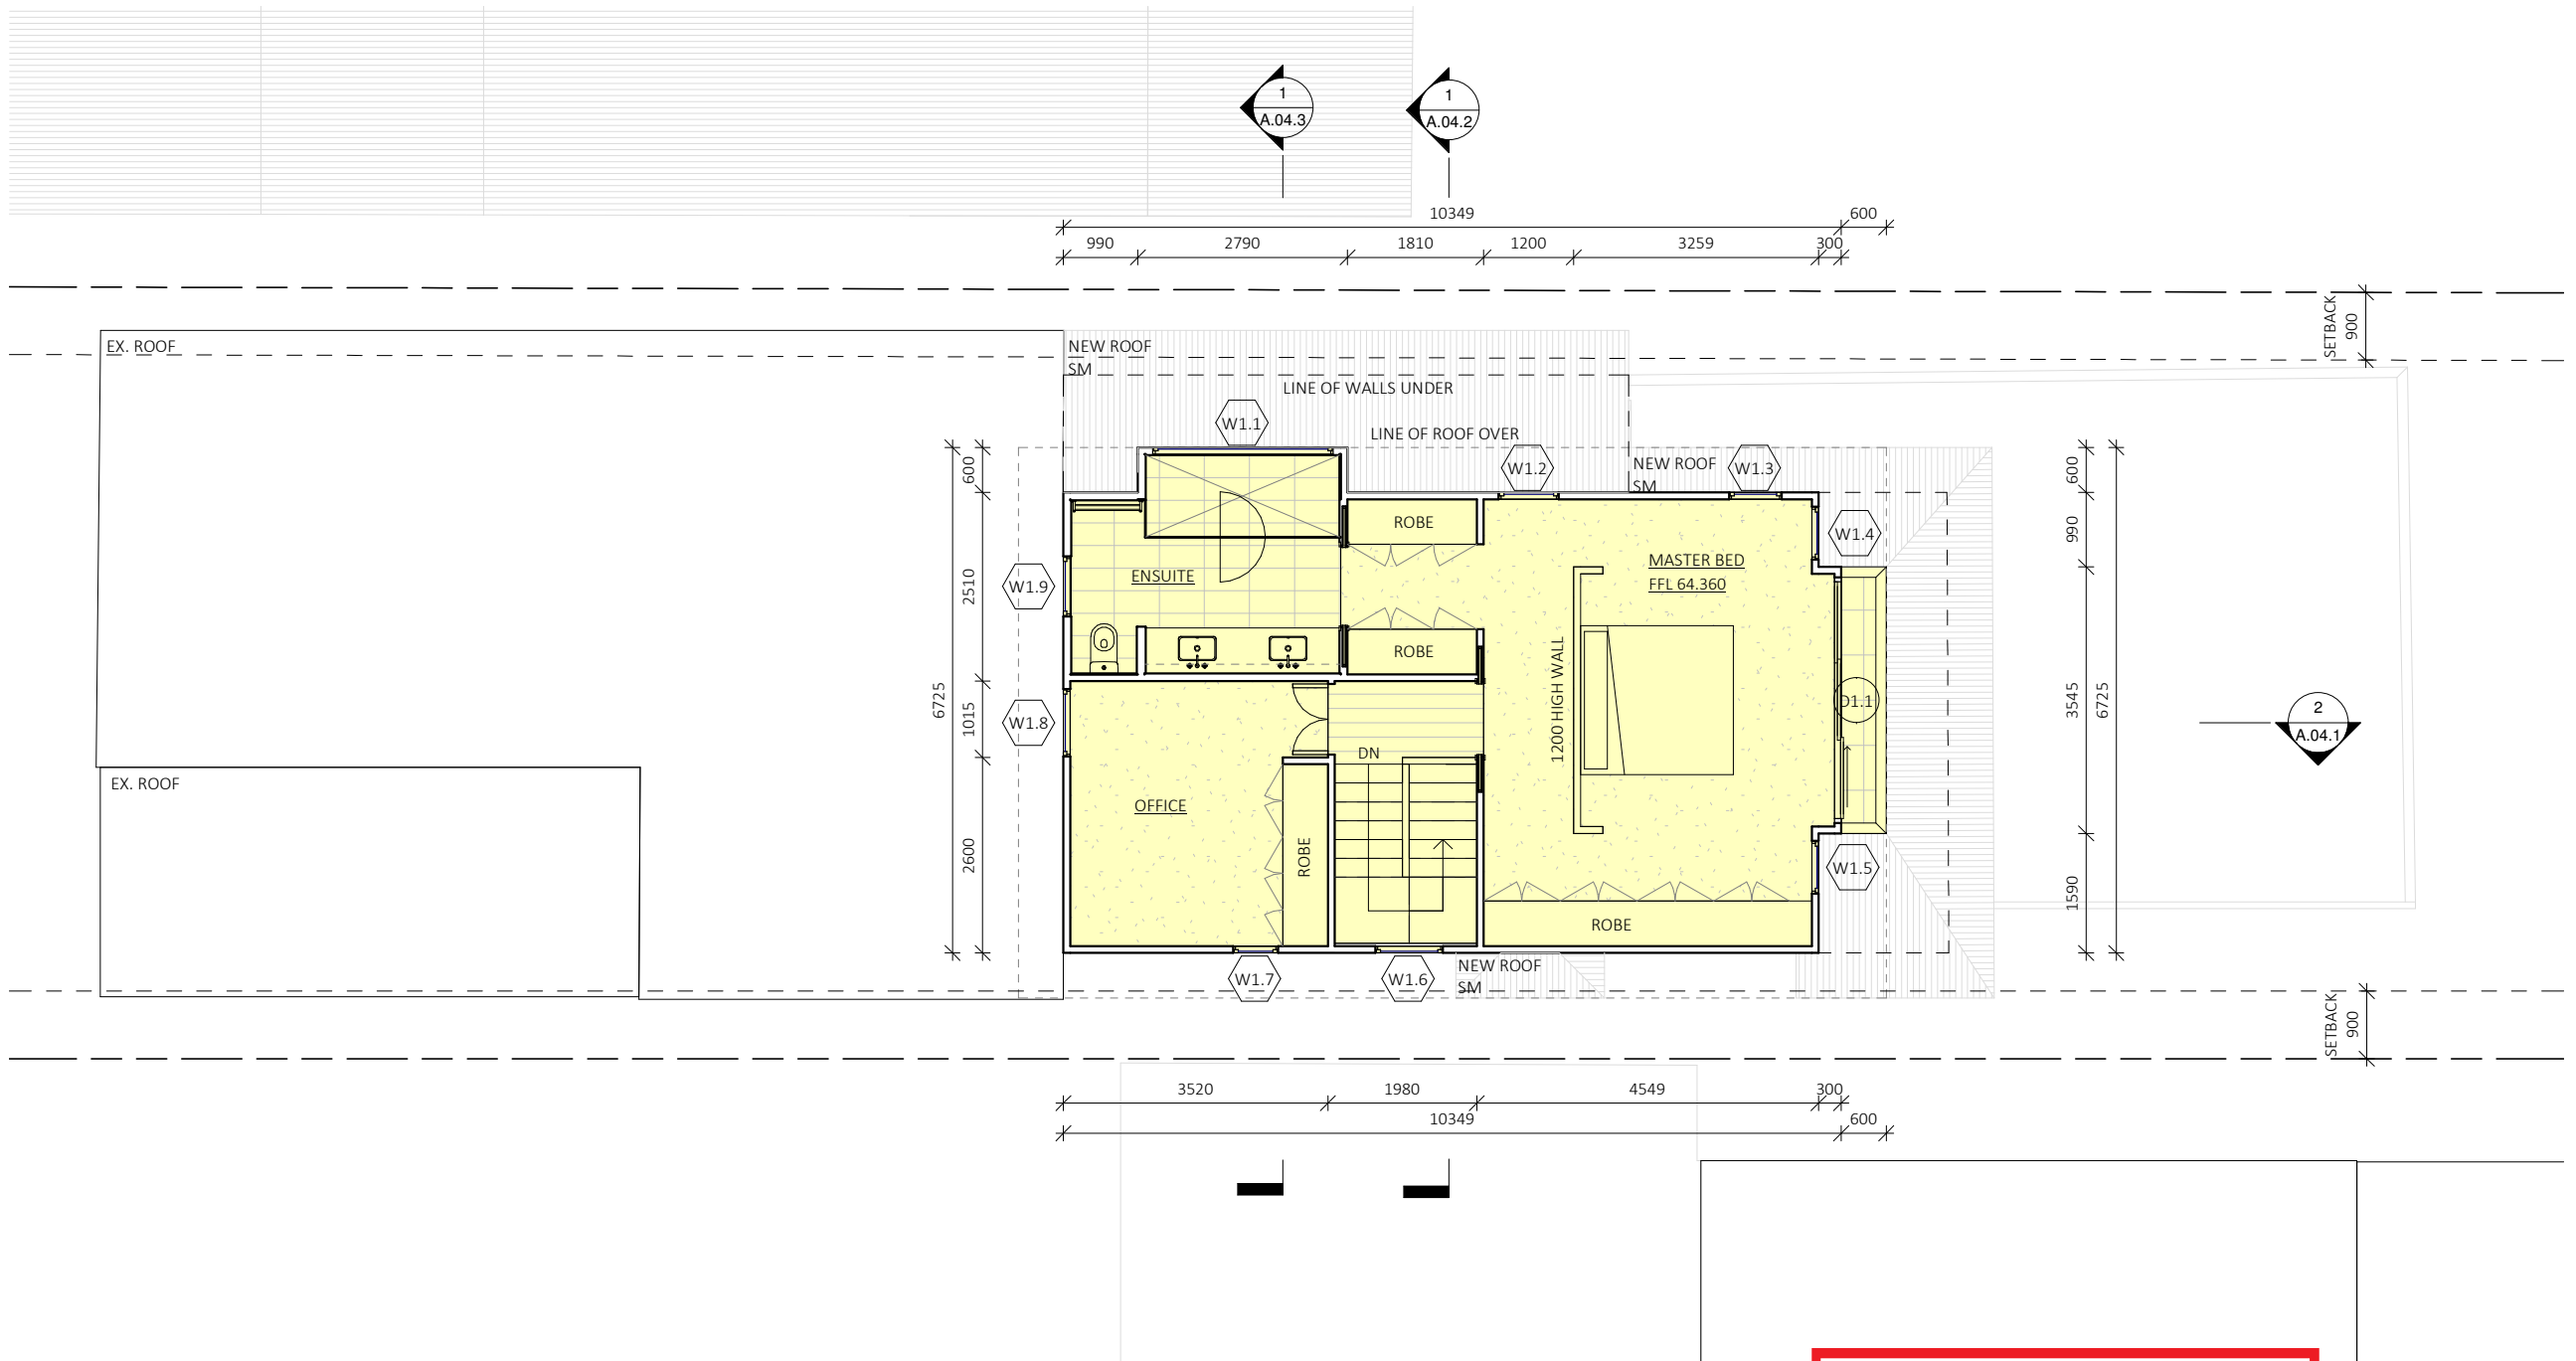 1
A.04.3
1
A.04.2
10349
600
990
2790
1810
1200
3259
300
SETBACK
900
EX. ROOF
NEW ROOF
SM
LINE OF WALLS UNDER
W1.1
LINE OF ROOF OVER
W1.2
NEW ROOF
SM
W1.3
600
600
ROBE
W1.4
990
MASTER BED
FFL 64.360
ENSUITE
W1.9
2510
ROBE
1200 HIGH WALL
6725
1015
W1.8
D1.1
3545
6725
2
A.04.1
DN
EX. ROOF
OFFICE
ROBE
2600
W1.5
1590
ROBE
W1.7
W1.6
NEW ROOF
SM
SETBACK
900
3520
1980
4549
300
10349
600